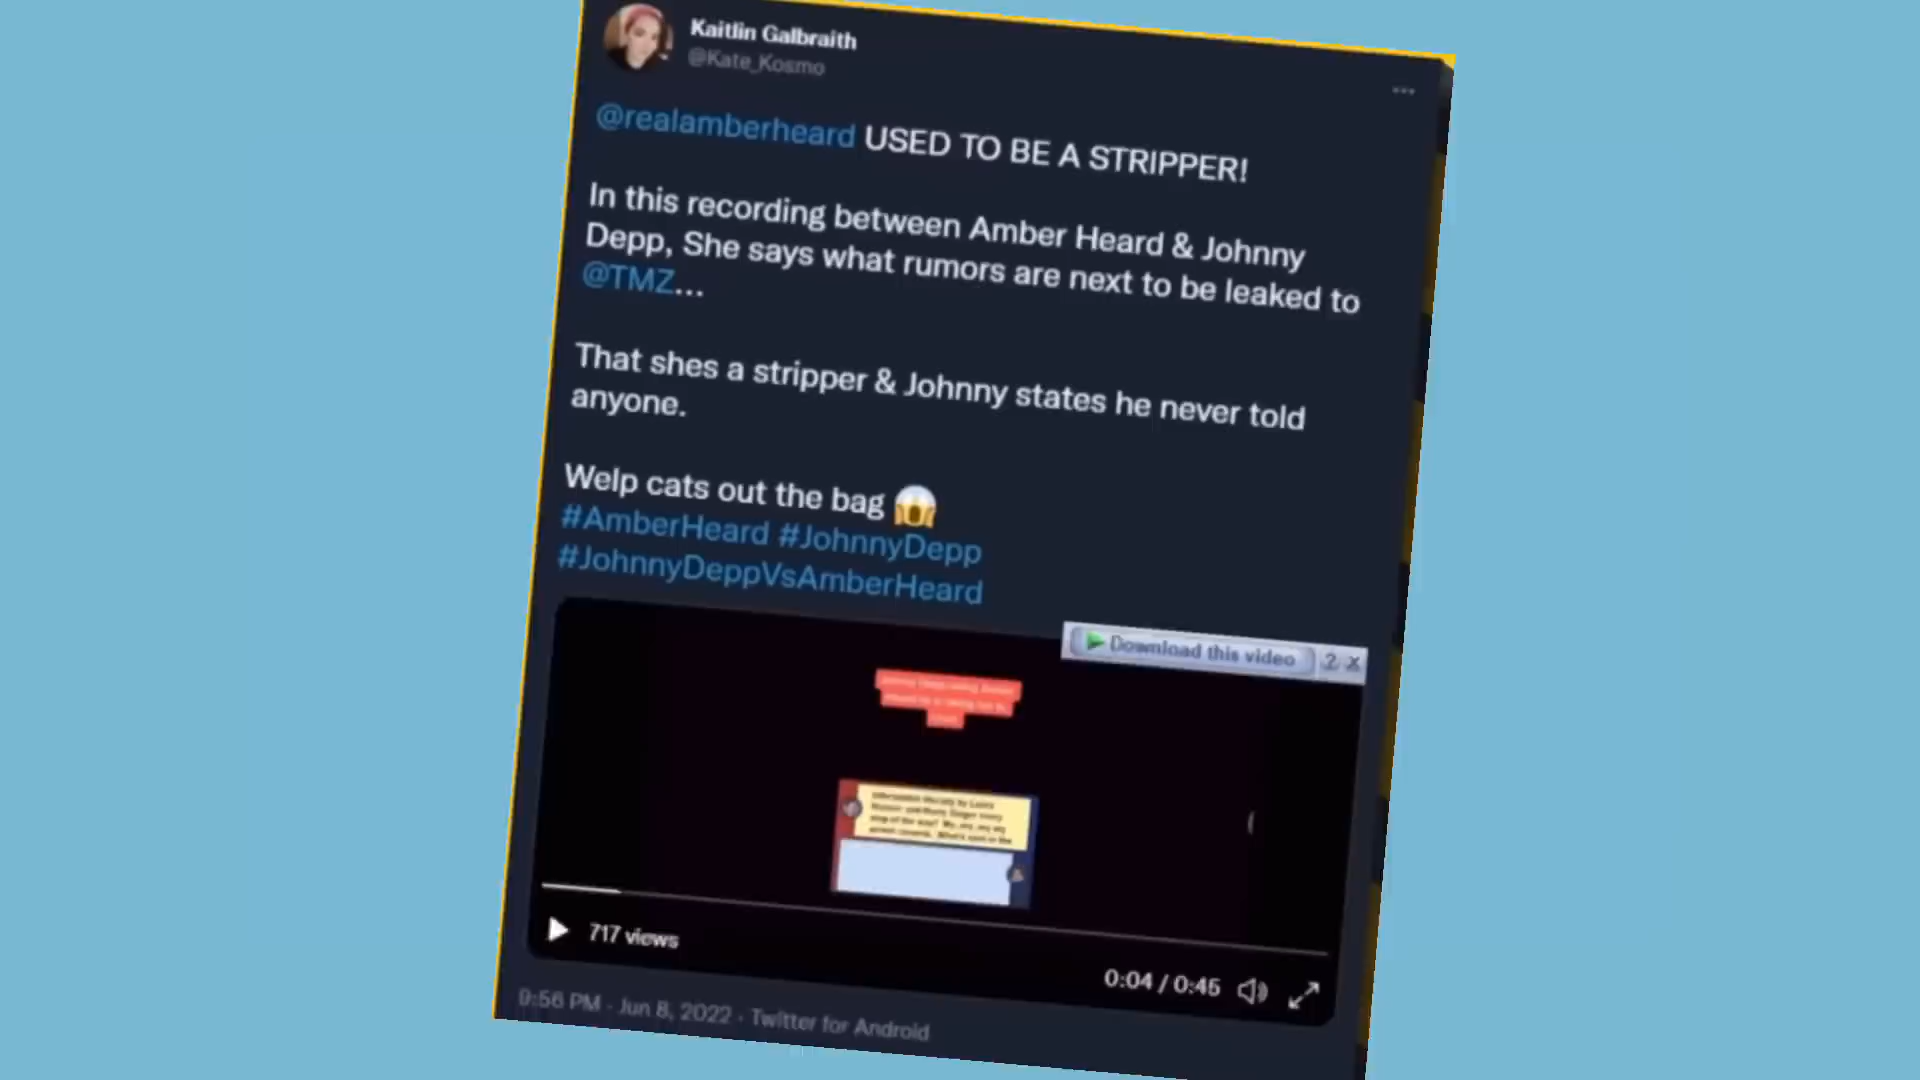 Kaitlin Galbraith
@Kate_Kosmo
@realamberheard USED TO BE A STRIPPER!
In this recording between Amber Heard & Johnny
Depp, She says what rumors are next to be leaked to
@TMZ...
That shes a stripper & Johnny states he never told
anyone.
Welp cats out the bag 😱
#AmberHeard #JohnnyDepp
#JohnnyDeppVsAmberHeard
Download this video ? x
717 views
0:04 / 0:45
9:56 PM · Jun 8, 2022 · Twitter for Android